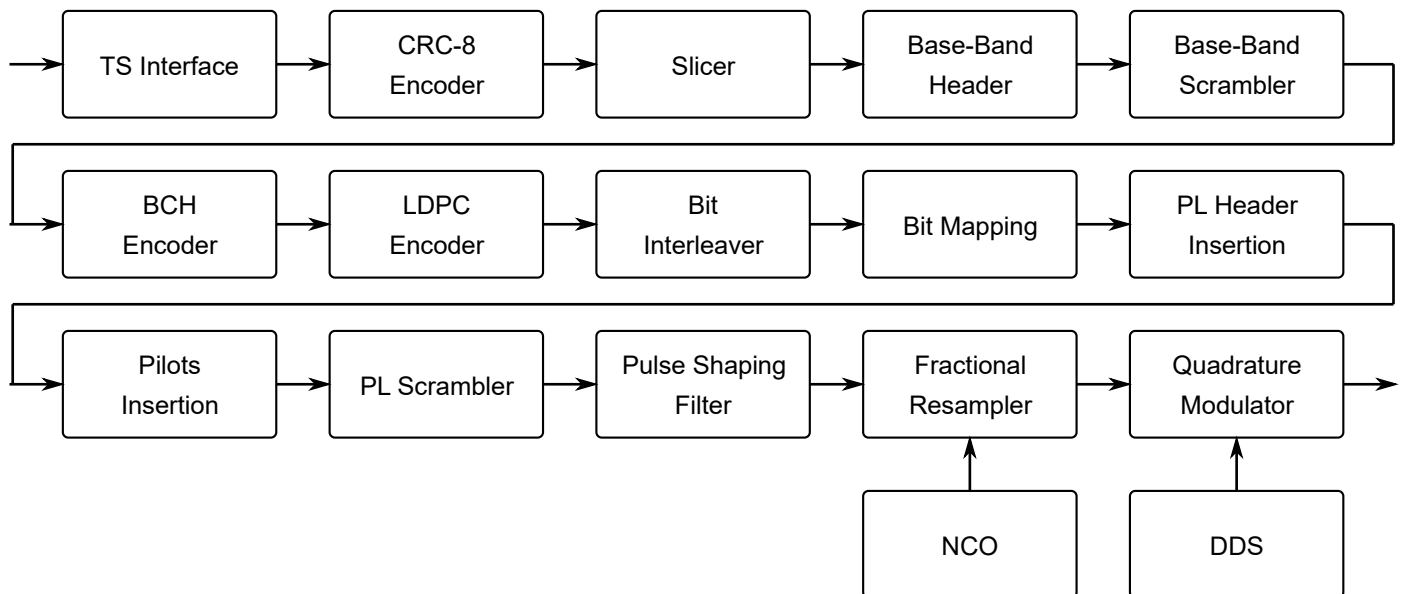 TS Interface
CRC-8
Encoder
Slicer
Base-Band
Header
Base-Band
Scrambler
BCH
Encoder
LDPC
Encoder
Bit
Interleaver
Bit Mapping
PL Header
Insertion
Pilots
Insertion
PL Scrambler
Pulse Shaping
Filter
Fractional
Resampler
Quadrature
Modulator
NCO
DDS